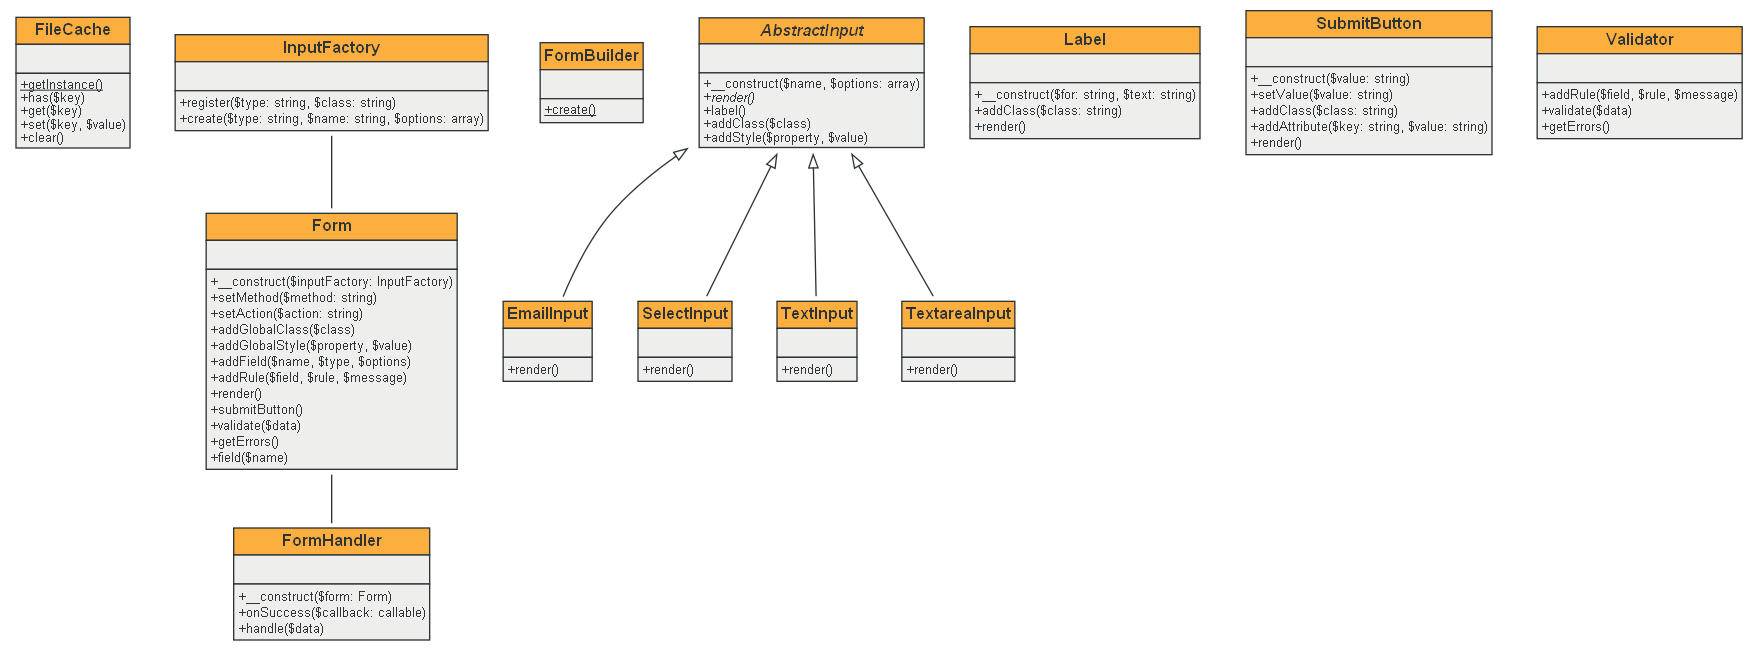 FileCache
+getInstance()
+has($key)
+get($key)
+set($key, $value)
+clear()
InputFactory
+register($type: string, $class: string)
+create($type: string, $name: string, $options: array)
FormBuilder
+create()
AbstractInput
+__construct($name, $options: array)
+render()
+label()
+addClass($class)
+addStyle($property, $value)
Label
+__construct($for: string, $text: string)
+addClass($class: string)
+render()
SubmitButton
+__construct($value: string)
+setValue($value: string)
+addClass($class: string)
+addAttribute($key: string, $value: string)
+render()
Validator
+addRule($field, $rule, $message)
+validate($data)
+getErrors()
Form
+__construct($inputFactory: InputFactory)
+setMethod($method: string)
+setAction($action: string)
+addGlobalClass($class)
+addGlobalStyle($property, $value)
+addField($name, $type, $options)
+addRule($field, $rule, $message)
+render()
+submitButton()
+validate($data)
+getErrors()
+field($name)
EmailInput
+render()
SelectInput
+render()
TextInput
+render()
TextareaInput
+render()
FormHandler
+__construct($form: Form)
+onSuccess($callback: callable)
+handle($data)